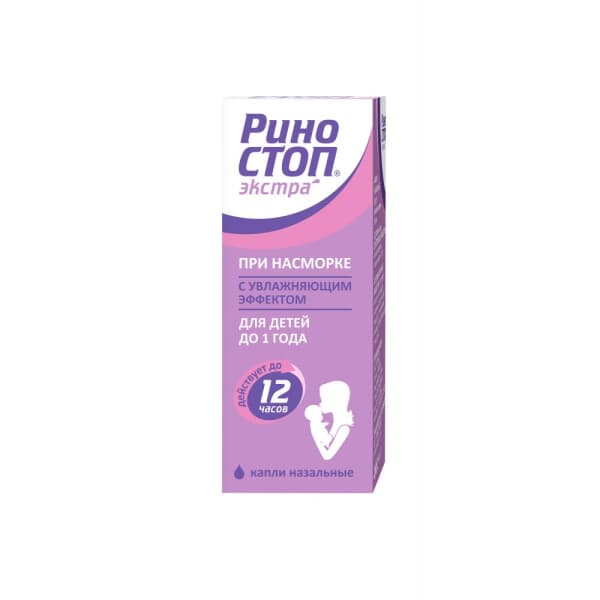 Рино
СТОП®
экстра
ПРИ НАСМОРКЕ
С УВЛАЖНЯЮЩИМ
ЭФФЕКТОМ
ДЛЯ ДЕТЕЙ
ДО 1 ГОДА
действует до
12
часов
капли назальные